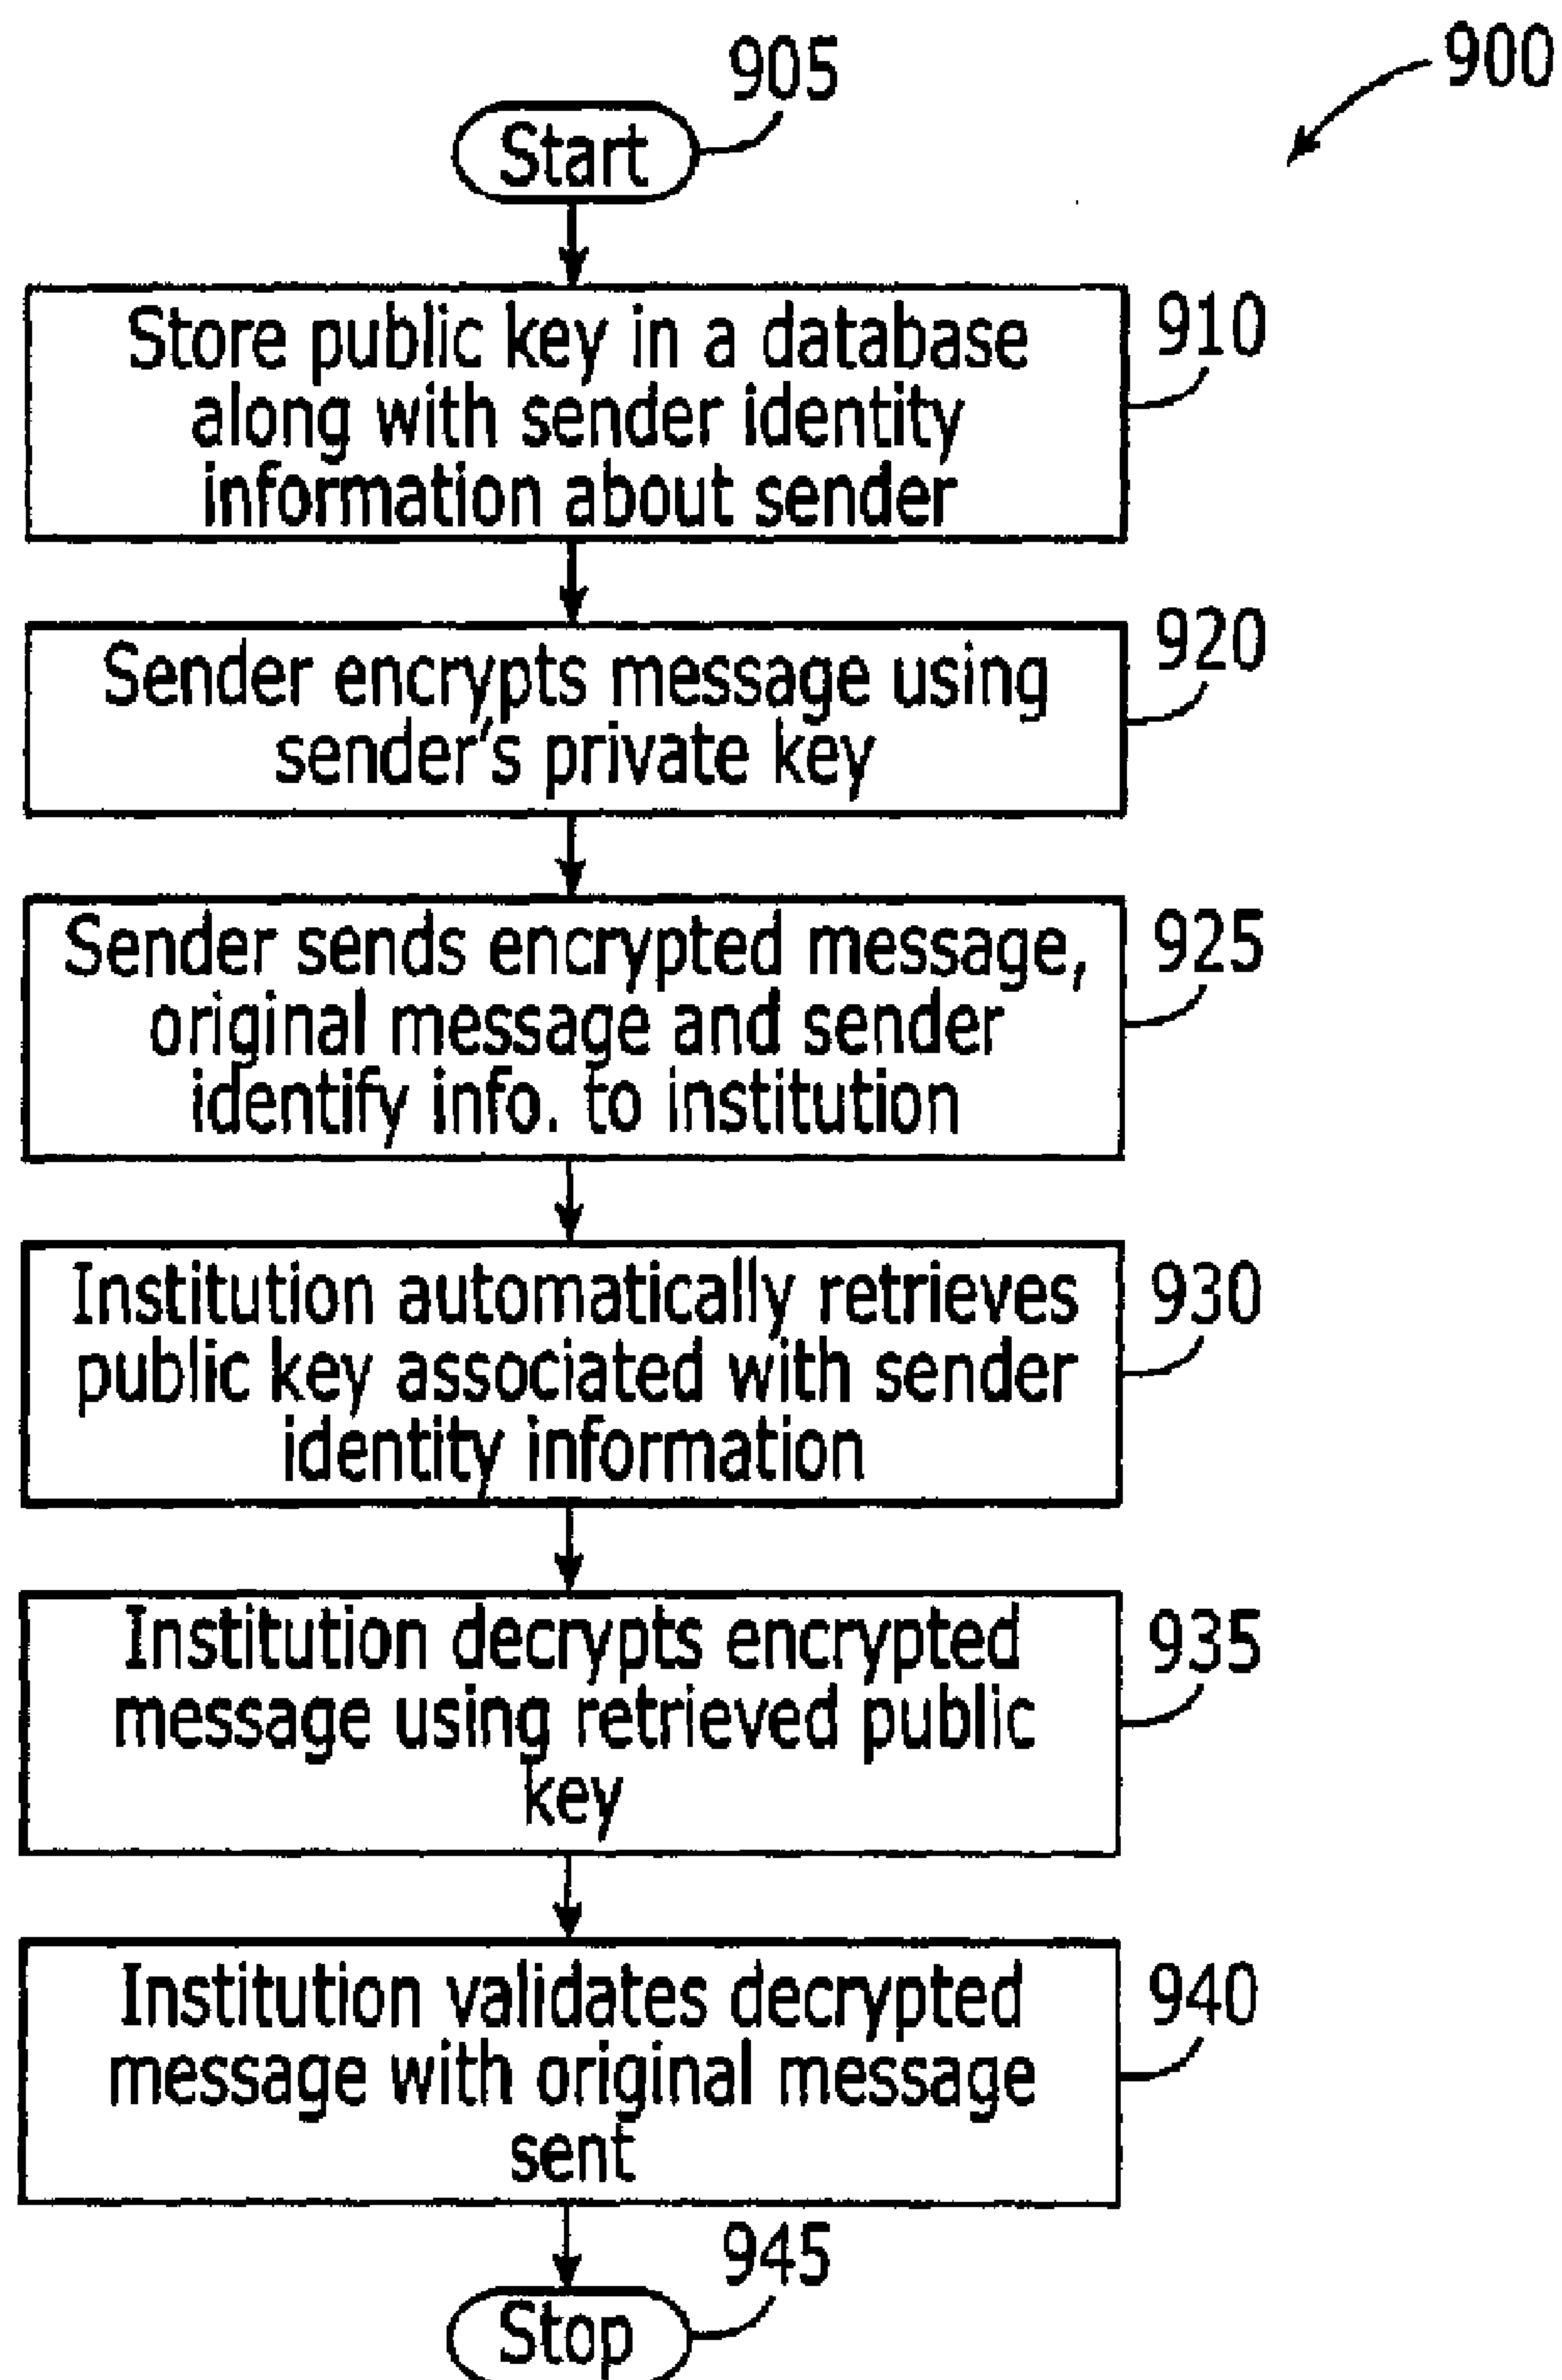 900
905
Start
Store public key in a database
along with sender identity
information about sender
910
Sender encrypts message using
sender's private key
920
Sender sends encrypted message,
original message and sender
identify info. to institution
925
Institution automatically retrieves
public key associated with sender
identity information
930
Institution decrypts encrypted
message using retrieved public
key
935
Institution validates decrypted
message with original message
sent
940
945
Stop